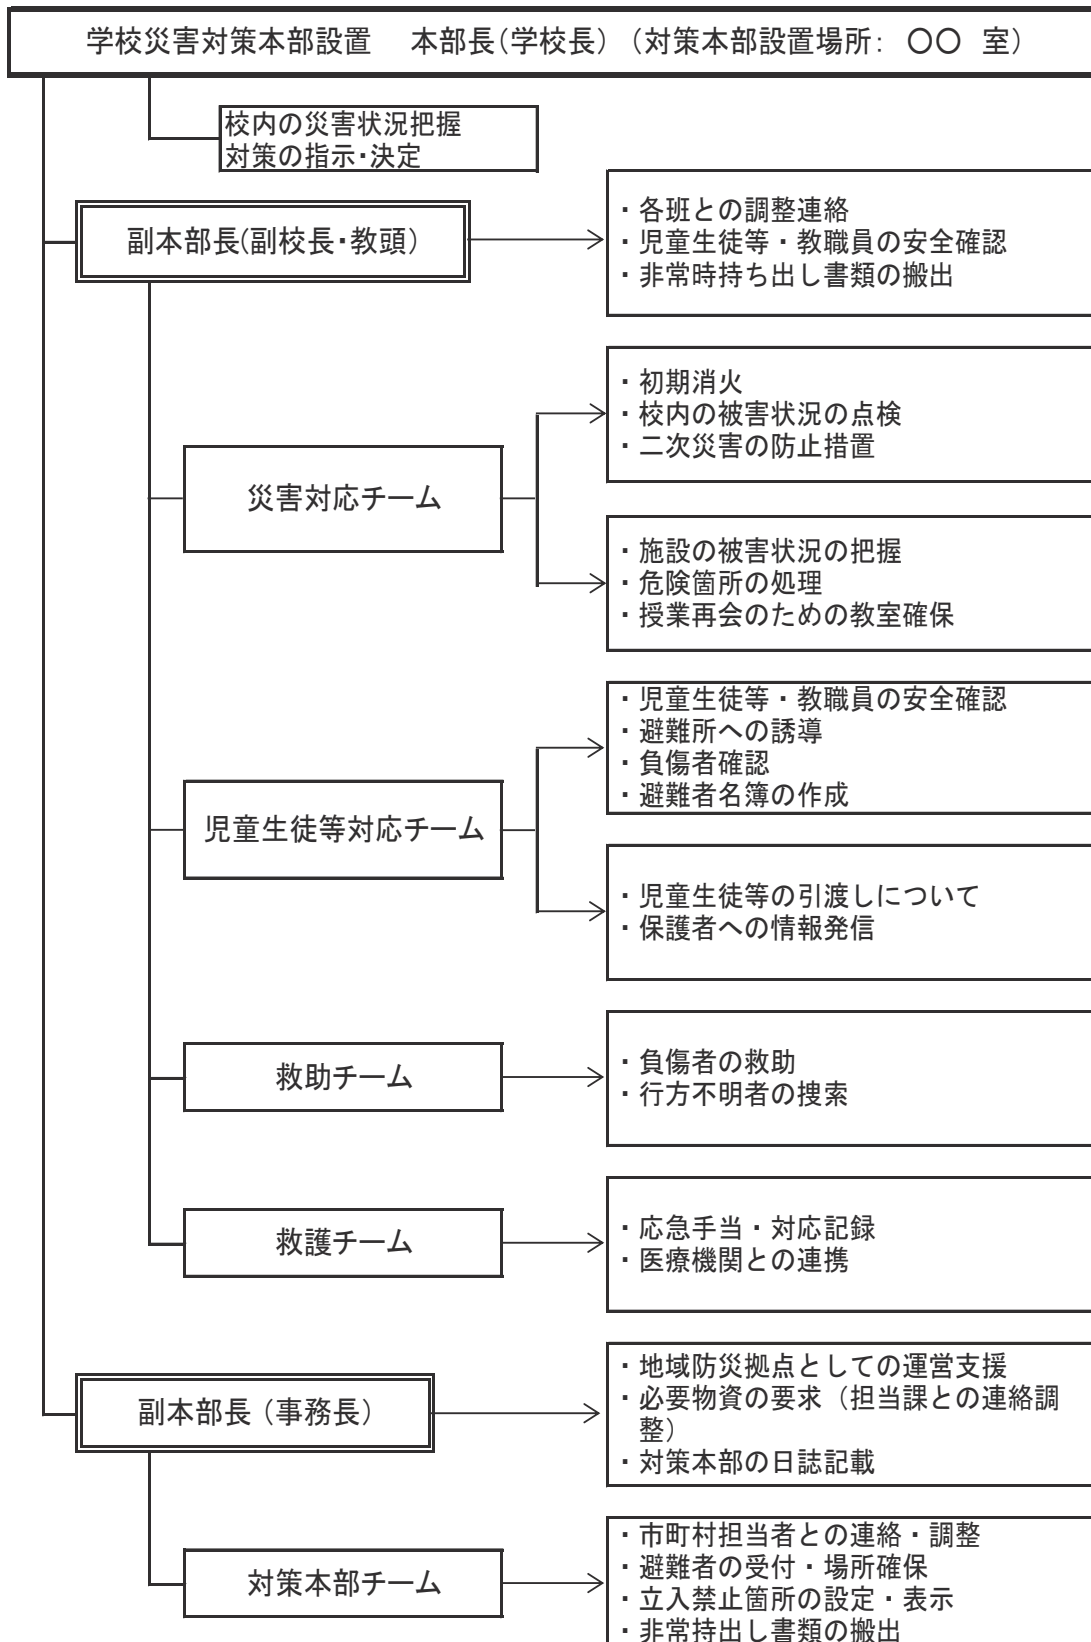 学校災害対策本部設置　本部長(学校長)（対策本部設置場所：　〇〇　室）
校内の災害状況把握
対策の指示・決定
副本部長(副校長・教頭)
・各班との調整連絡
・児童生徒等・教職員の安全確認
・非常時持ち出し書類の搬出
災害対応チーム
・初期消火
・校内の被害状況の点検
・二次災害の防止措置
・施設の被害状況の把握
・危険箇所の処理
・授業再会のための教室確保
児童生徒等対応チーム
・児童生徒等・教職員の安全確認
・避難所への誘導
・負傷者確認
・避難者名簿の作成
・児童生徒等の引渡しについて
・保護者への情報発信
救助チーム
・負傷者の救助
・行方不明者の捜索
救護チーム
・応急手当・対応記録
・医療機関との連携
副本部長（事務長）
・地域防災拠点としての運営支援
・必要物資の要求（担当課との連絡調
整）
・対策本部の日誌記載
対策本部チーム
・市町村担当者との連絡・調整
・避難者の受付・場所確保
・立入禁止箇所の設定・表示
・非常持出し書類の搬出